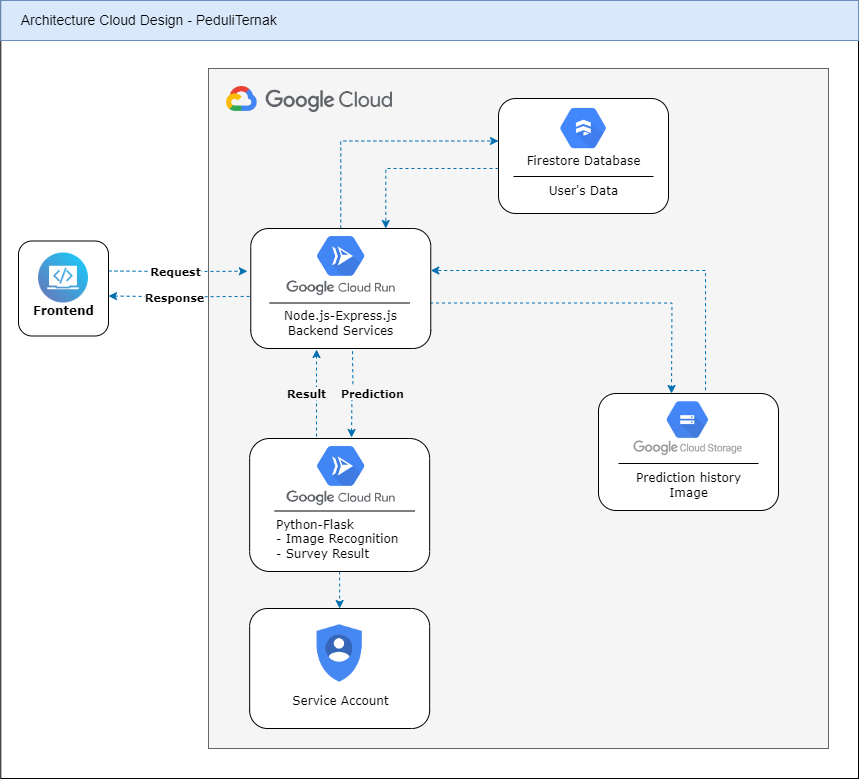 Architecture Cloud Design - PeduliTernak
Google Cloud
Firestore Database
User's Data
Frontend
Request
Response
Google Cloud Run
Node.js-Express.js
Backend Services
Result
Prediction
Google Cloud Storage
Prediction history
Image
Google Cloud Run
Python-Flask
- Image Recognition
- Survey Result
Service Account